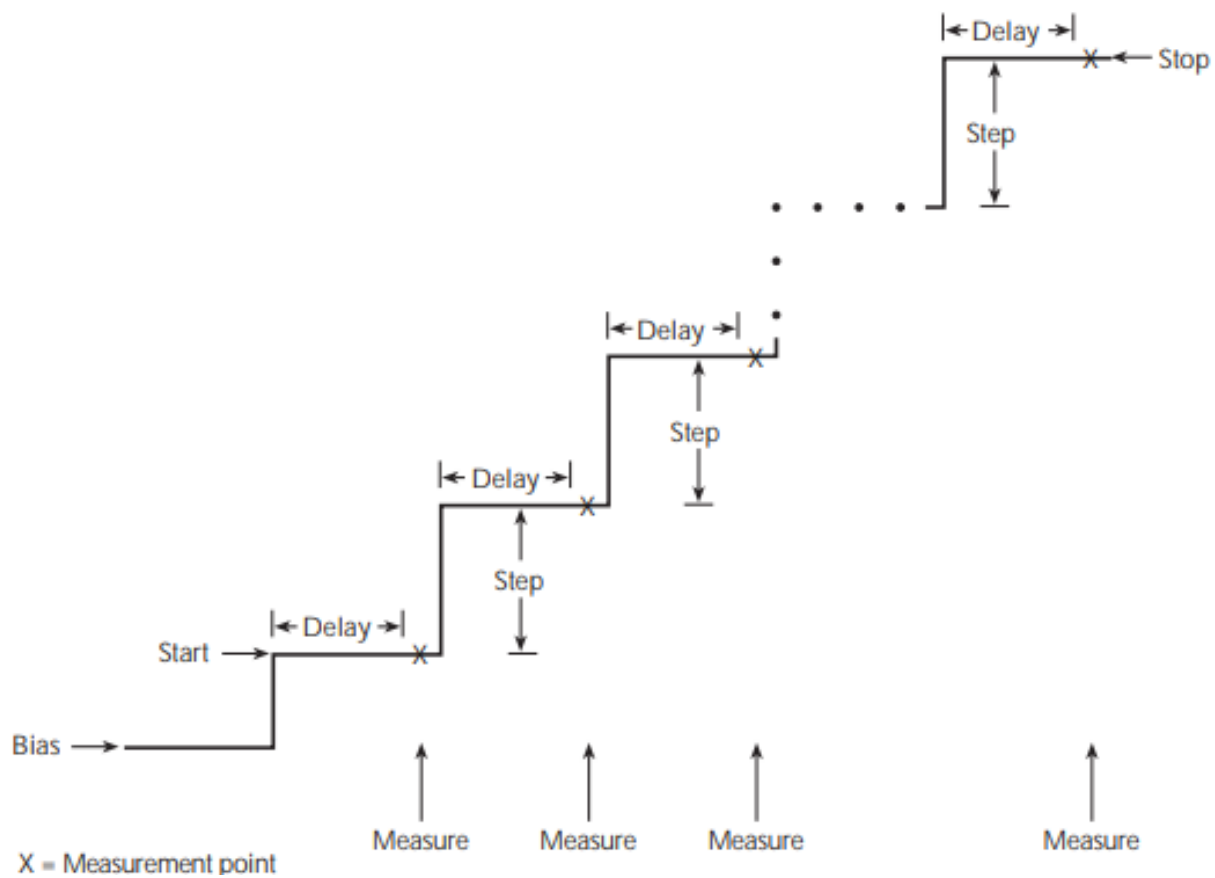 Delay
X
Stop
Step
Delay
X
Step
Delay
X
Step
Delay
Start
X
Bias
Measure
Measure
Measure
Measure
X = Measurement point